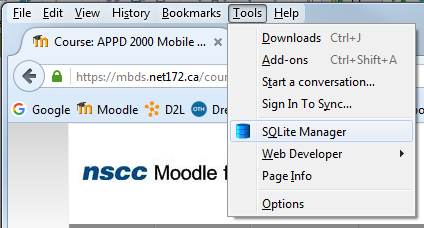 File Edit View History Bookmarks Tools Help
Course: APPD 2000 Mobile ...
Downloads Ctrl+J
Add-ons Ctrl+Shift+A
https://mbds.net172.ca/cour
Start a conversation...
Sign In To Sync...
Google Moodle D2L OTH
SQLite Manager
Web Developer
nscc Moodle f
Page Info
Options